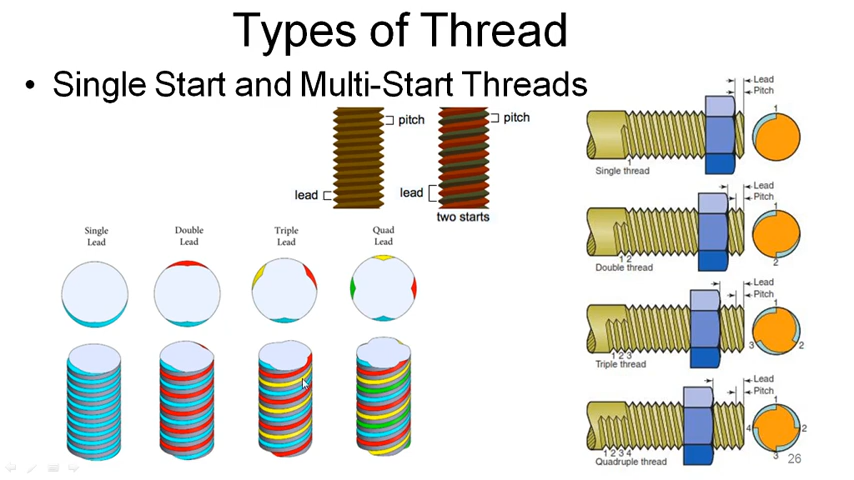 Types of Thread
• Single Start and Multi-Start Threads
pitch
lead
pitch
lead
two starts
Single
Lead
Double
Lead
Triple
Lead
Quad
Lead
Lead
Pitch
1
1
Single thread
Lead
Pitch
1
2
1 2
Double thread
Lead
Pitch
1
3 2
1 2 3
Triple thread
Lead
Pitch
1
4 2
3
1 2 3 4
Quadruple thread
26